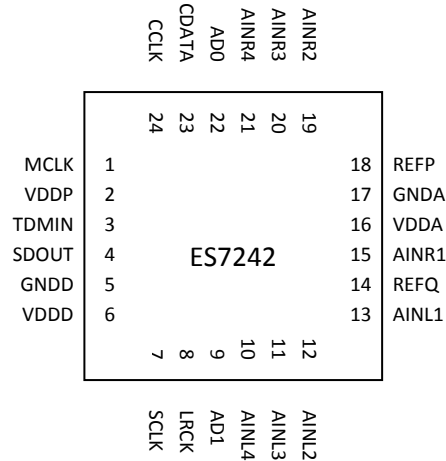 CCLK CDATA AD0 AINR4 AINR3 AINR2
24 23 22 21 20 19
MCLK 1 18 REFP
VDDP 2 17 GNDA
TDMIN 3 16 VDDA
SDOUT 4 ES7242 15 AINR1
GNDD 5 14 REFQ
VDDD 6 13 AINL1
7 8 9 10 11 12
SCLK LRCK AD1 AINL4 AINL3 AINL2